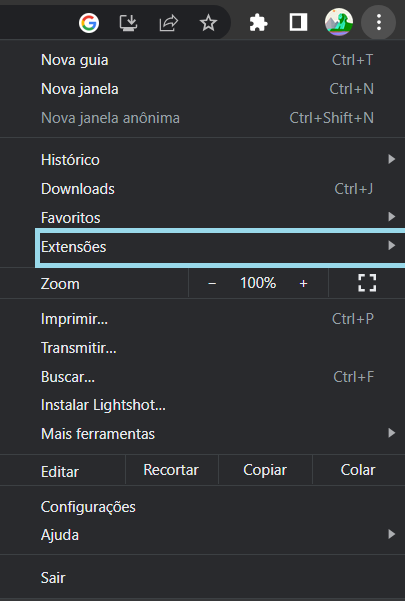 Nova guia Ctrl+T
Nova janela Ctrl+N
Nova janela anônima Ctrl+Shift+N
Histórico
Downloads Ctrl+J
Favoritos
Extensões
Zoom − 100% +
Imprimir... Ctrl+P
Transmitir...
Buscar... Ctrl+F
Instalar Lightshot...
Mais ferramentas
Editar Recortar Copiar Colar
Configurações
Ajuda
Sair